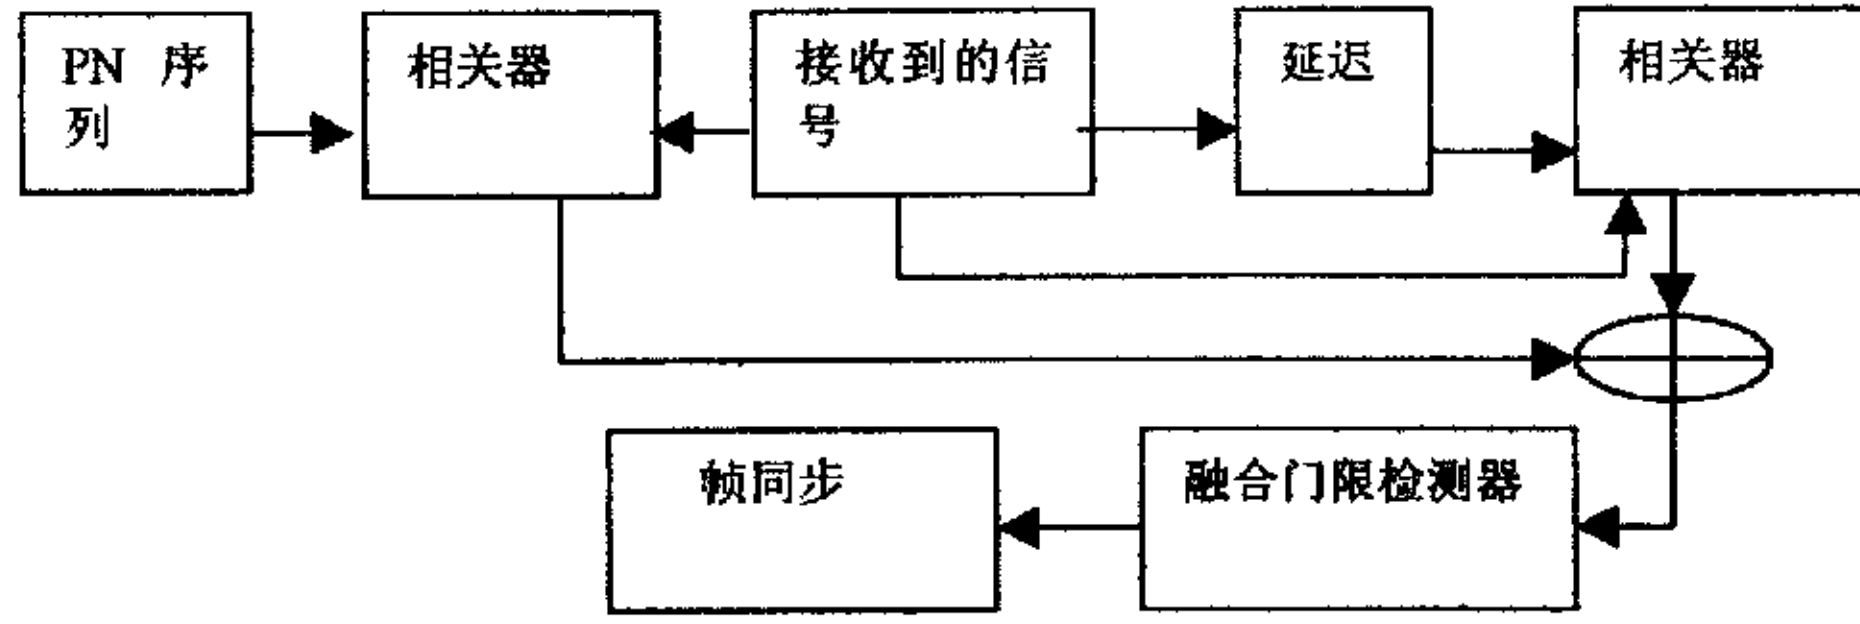 PN 序
列
相关器
接收到的信
号
延迟
相关器
帧同步
融合门限检测器